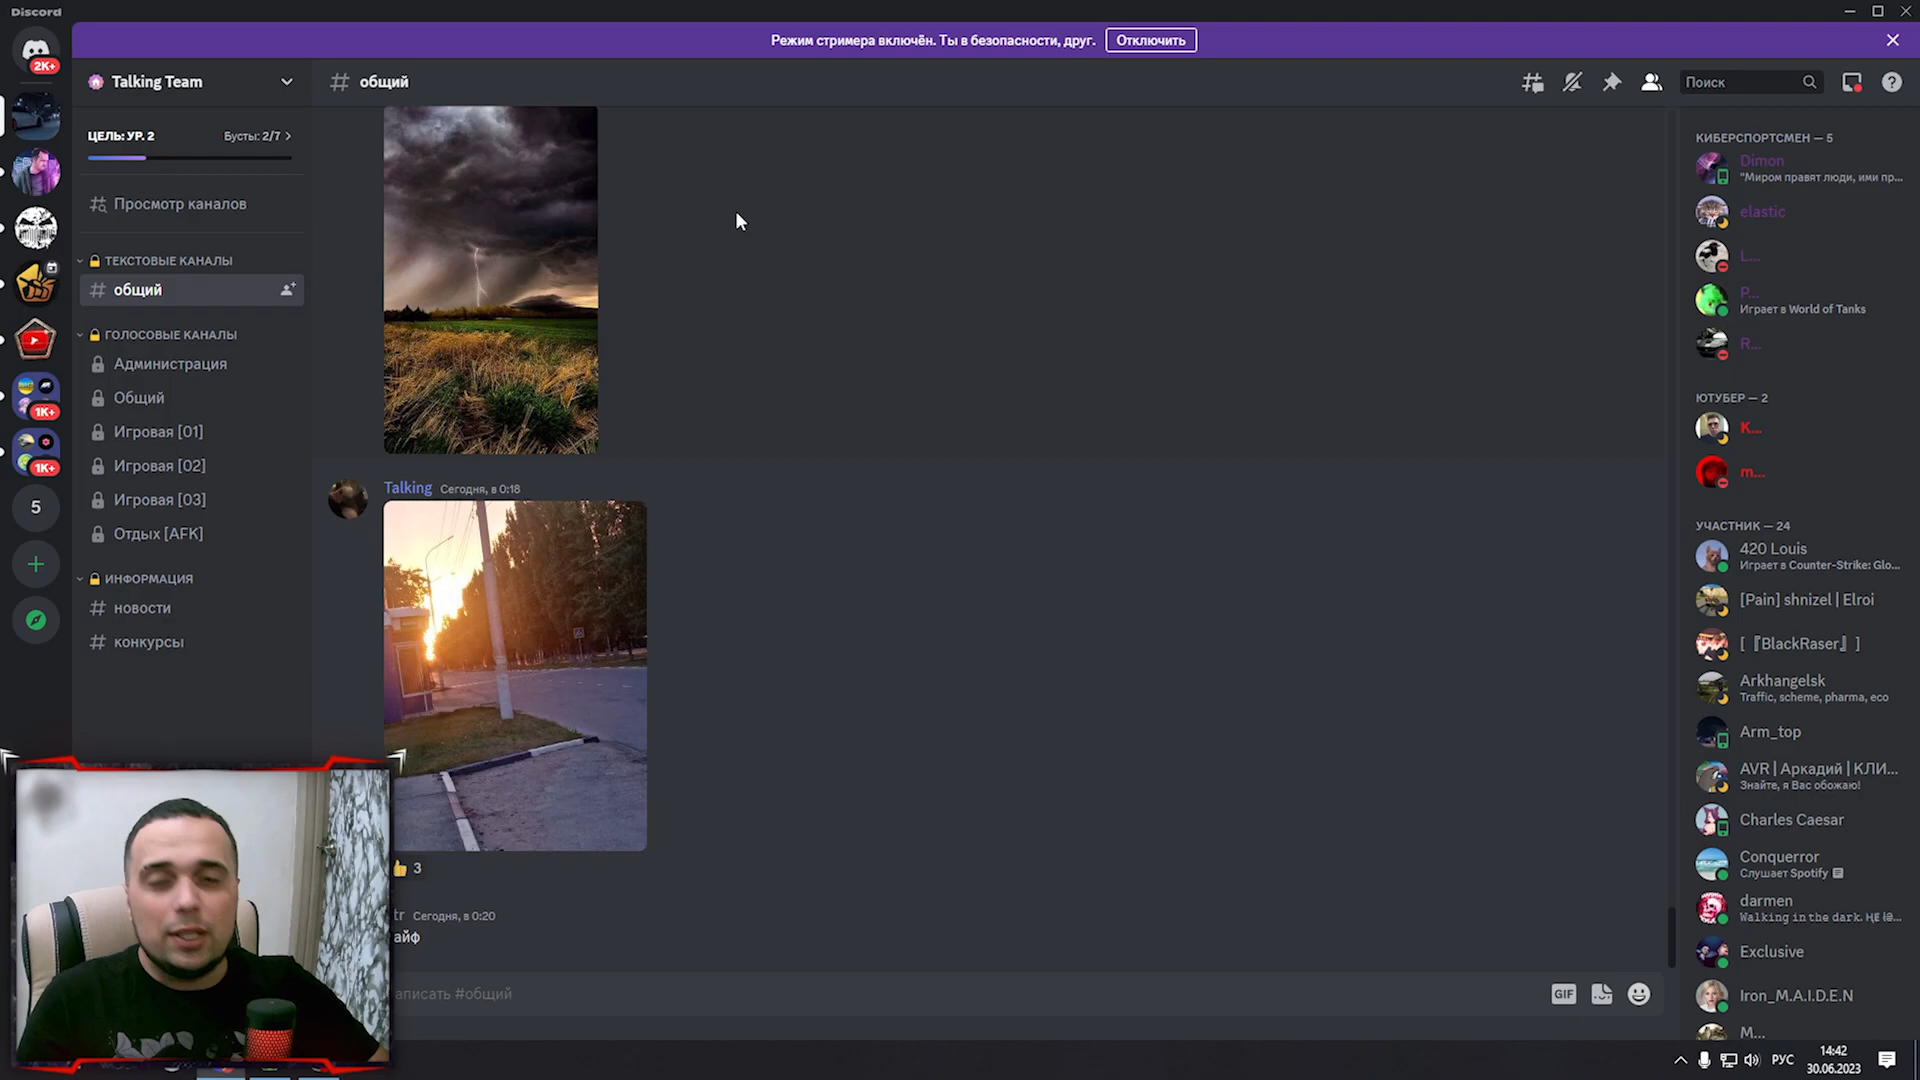 Discord
Режим стримера включён. Ты в безопасности, друг.
Отключить
2K+
Talking Team
общий
Поиск
ЦЕЛЬ: УР. 2
Бусты: 2/7
Просмотр каналов
ТЕКСТОВЫЕ КАНАЛЫ
общий
ГОЛОСОВЫЕ КАНАЛЫ
Администрация
Общий
Игровая [01]
Игровая [02]
Игровая [03]
Отдых [AFK]
ИНФОРМАЦИЯ
новости
конкурсы
1K+
1K+
5
Talking Сегодня, в 0:18
3
tr Сегодня, в 0:20
айф
аписать #общий
GIF
КИБЕРСПОРТСМЕН — 5
Dimon
"Миром правят люди, ими пр...
elastic
L...
P...
Играет в World of Tanks
R...
ЮТУБЕР — 2
K...
m...
УЧАСТНИК — 24
420 Louis
Играет в Counter-Strike: Glo...
[Pain] shnizel | Elroi
[ 『BlackRaser』 ]
Arkhangelsk
Traffic, scheme, pharma, eco
Arm_top
AVR | Аркадий | КЛИ...
Знайте, я Вас обожаю!
Charles Caesar
Conquerror
Слушает Spotify
darmen
Walking in the dark.
Exclusive
Iron_M.A.I.D.E.N
M...
РУС
14:42
30.06.2023